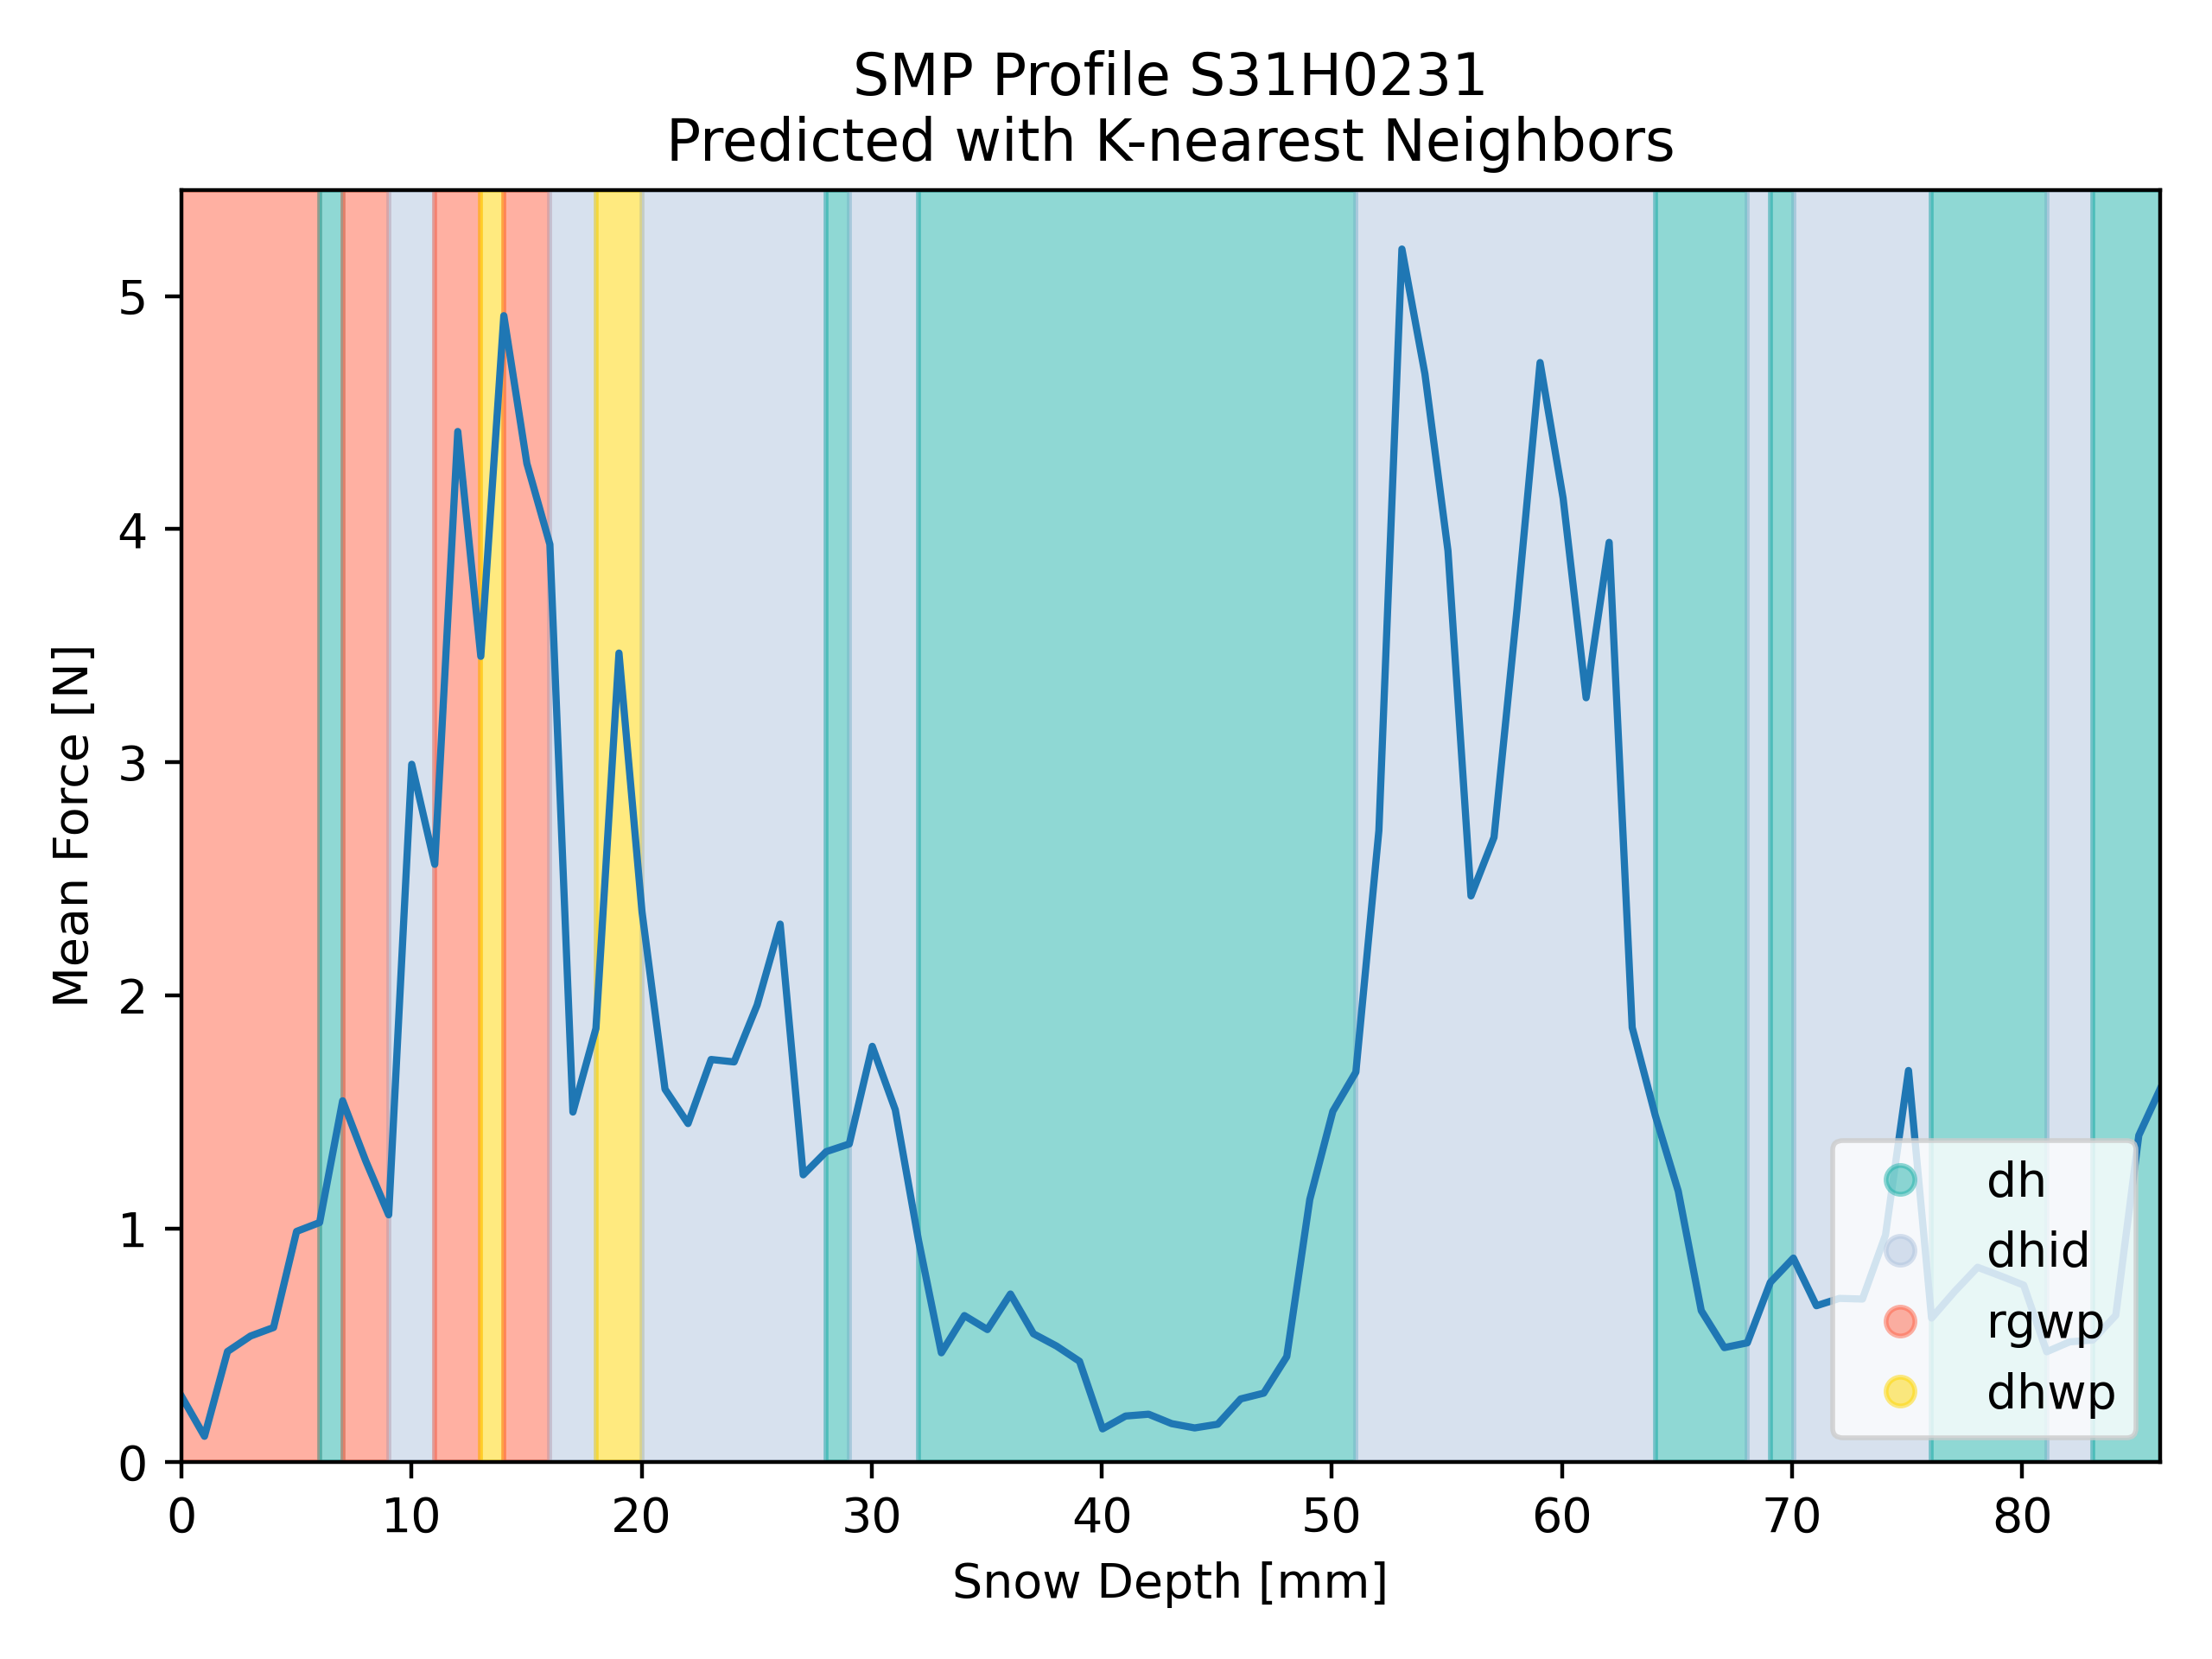 SMP Profile S31H0231
Predicted with K-nearest Neighbors
Mean Force [N]
5
4
3
2
1
0
dh
dhid
rgwp
dhwp
0 10 20 30 40 50 60 70 80
Snow Depth [mm]